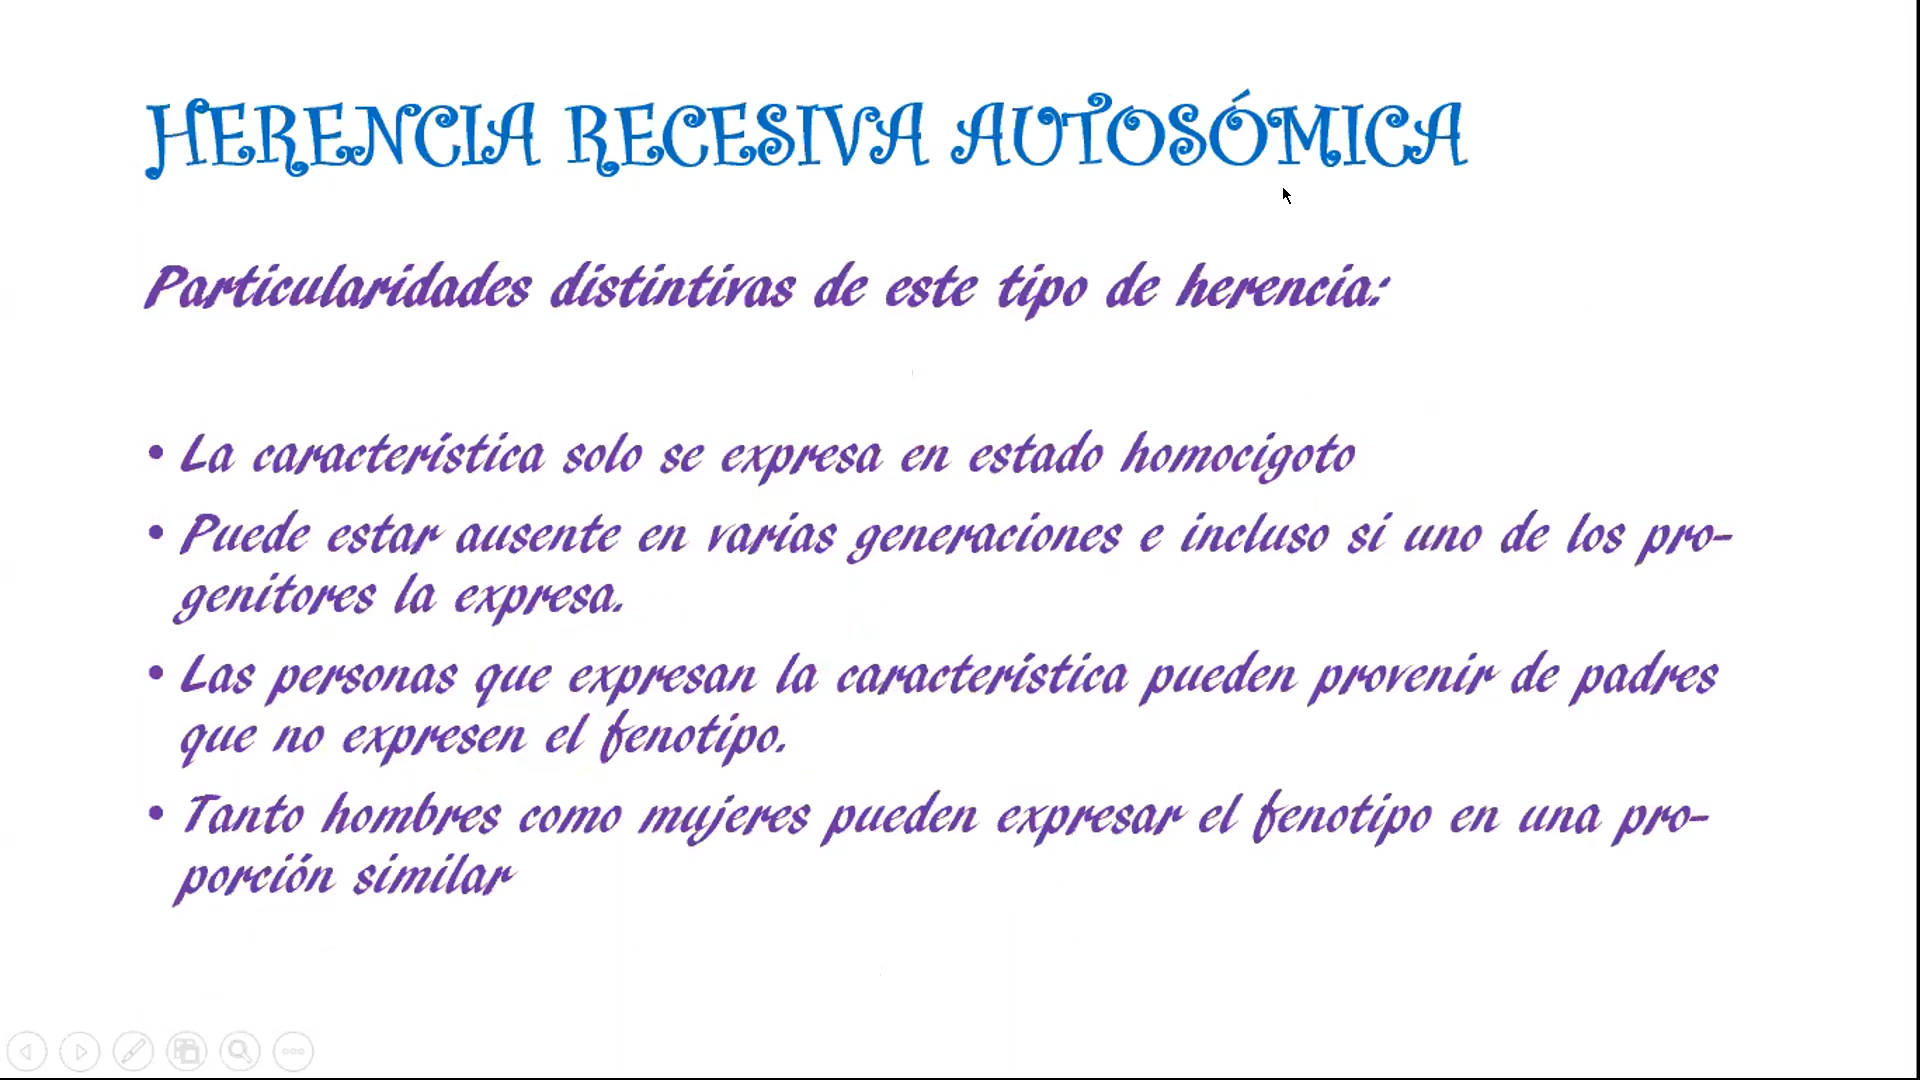 HERENCIA RECESIVA AUTOSÓMICA
Particularidades distintivas de este tipo de herencia:
• La característica solo se expresa en estado homocigoto
• Puede estar ausente en varias generaciones e incluso si uno de los pro-
genitores la expresa.
• Las personas que expresan la característica pueden provenir de padres
que no expresen el fenotipo.
• Tanto hombres como mujeres pueden expresar el fenotipo en una pro-
porción similar